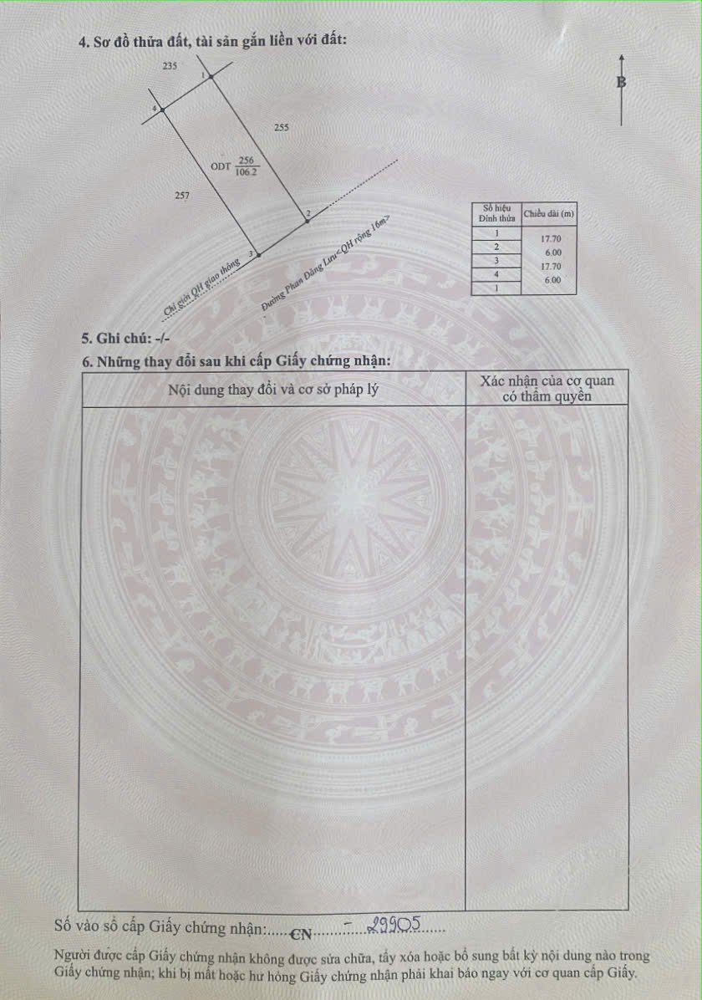 4. Sơ đồ thửa đất, tài sản gắn liền với đất:
235
1
B
4
255
ODT 256
106.2
257
2
3
Chỉ giới QH giao thông
Đường Phan Đăng Lưu<QH rộng 16m>
Số hiệu Đỉnh thửa
Chiều dài (m)
1
17.70
2
6.00
3
17.70
4
6.00
1
5. Ghi chú: -/-
6. Những thay đổi sau khi cấp Giấy chứng nhận:
Nội dung thay đổi và cơ sở pháp lý
Xác nhận của cơ quan
có thẩm quyền
Số vào sổ cấp Giấy chứng nhận:......CN............-29905......
Người được cấp Giấy chứng nhận không được sửa chữa, tẩy xóa hoặc bổ sung bất kỳ nội dung nào trong
Giấy chứng nhận; khi bị mất hoặc hư hỏng Giấy chứng nhận phải khai báo ngay với cơ quan cấp Giấy.